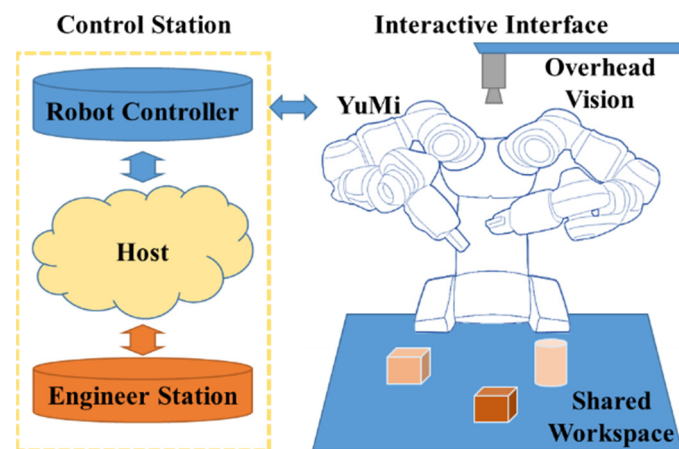 Control Station
Robot Controller
Host
Engineer Station
Interactive Interface
Overhead
Vision
YuMi
Shared
Workspace